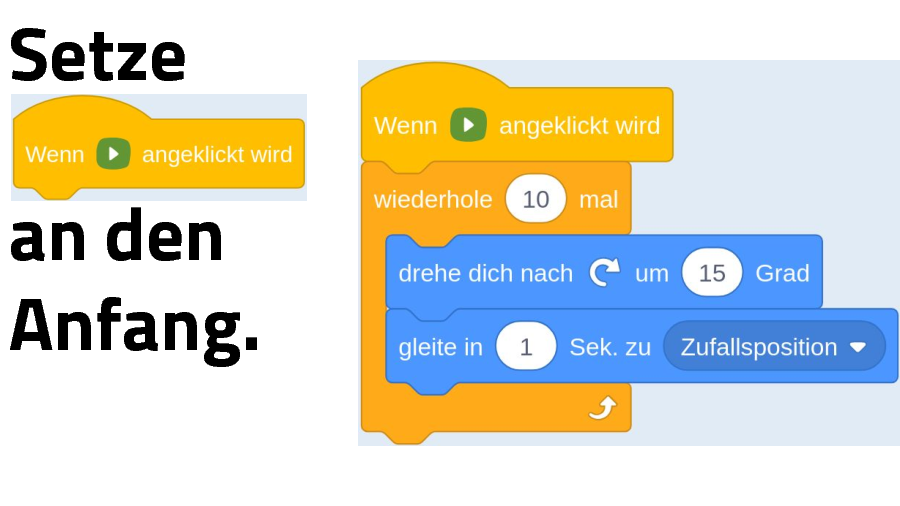 Setze
Wenn angeklickt wird
an den
Anfang.
Wenn angeklickt wird
wiederhole 10 mal
drehe dich nach um 15 Grad
gleite in 1 Sek. zu Zufallsposition